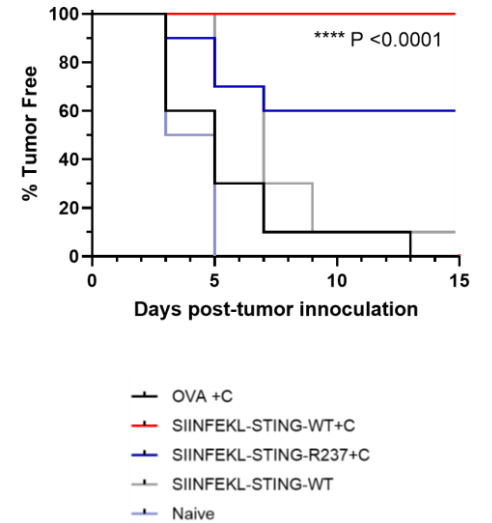 100
**** P <0.0001
80
60
40
20
0
% Tumor Free
0 5 10 15
Days post-tumor innoculation
OVA +C
SIINFEKL-STING-WT+C
SIINFEKL-STING-R237+C
SIINFEKL-STING-WT
Naive